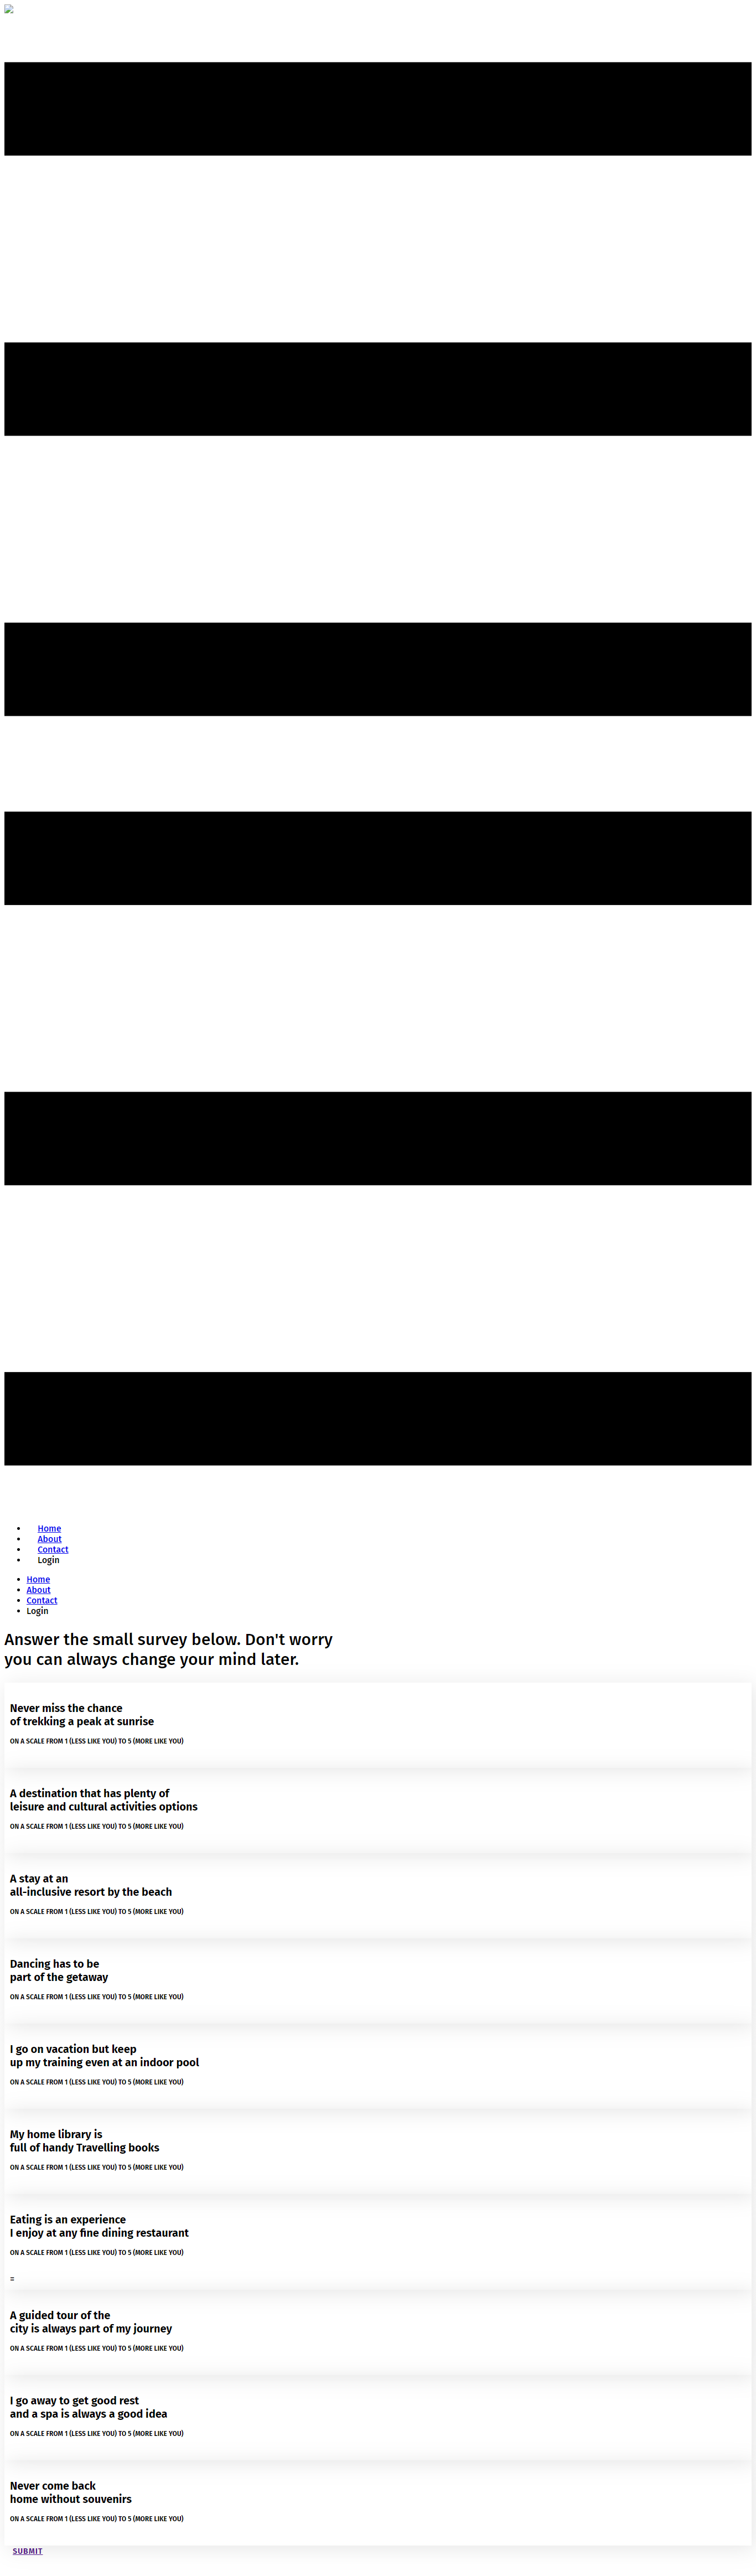 Home
About
Contact
Login
Home
About
Contact
Login
Answer the small survey below. Don't worry
you can always change your mind later.
Never miss the chance
of trekking a peak at sunrise
ON A SCALE FROM 1 (LESS LIKE YOU) TO 5 (MORE LIKE YOU)
A destination that has plenty of
leisure and cultural activities options
ON A SCALE FROM 1 (LESS LIKE YOU) TO 5 (MORE LIKE YOU)
A stay at an
all-inclusive resort by the beach
ON A SCALE FROM 1 (LESS LIKE YOU) TO 5 (MORE LIKE YOU)
Dancing has to be
part of the getaway
ON A SCALE FROM 1 (LESS LIKE YOU) TO 5 (MORE LIKE YOU)
I go on vacation but keep
up my training even at an indoor pool
ON A SCALE FROM 1 (LESS LIKE YOU) TO 5 (MORE LIKE YOU)
My home library is
full of handy Travelling books
ON A SCALE FROM 1 (LESS LIKE YOU) TO 5 (MORE LIKE YOU)
Eating is an experience
I enjoy at any fine dining restaurant
ON A SCALE FROM 1 (LESS LIKE YOU) TO 5 (MORE LIKE YOU)
=
A guided tour of the
city is always part of my journey
ON A SCALE FROM 1 (LESS LIKE YOU) TO 5 (MORE LIKE YOU)
I go away to get good rest
and a spa is always a good idea
ON A SCALE FROM 1 (LESS LIKE YOU) TO 5 (MORE LIKE YOU)
Never come back
home without souvenirs
ON A SCALE FROM 1 (LESS LIKE YOU) TO 5 (MORE LIKE YOU)
SUBMIT